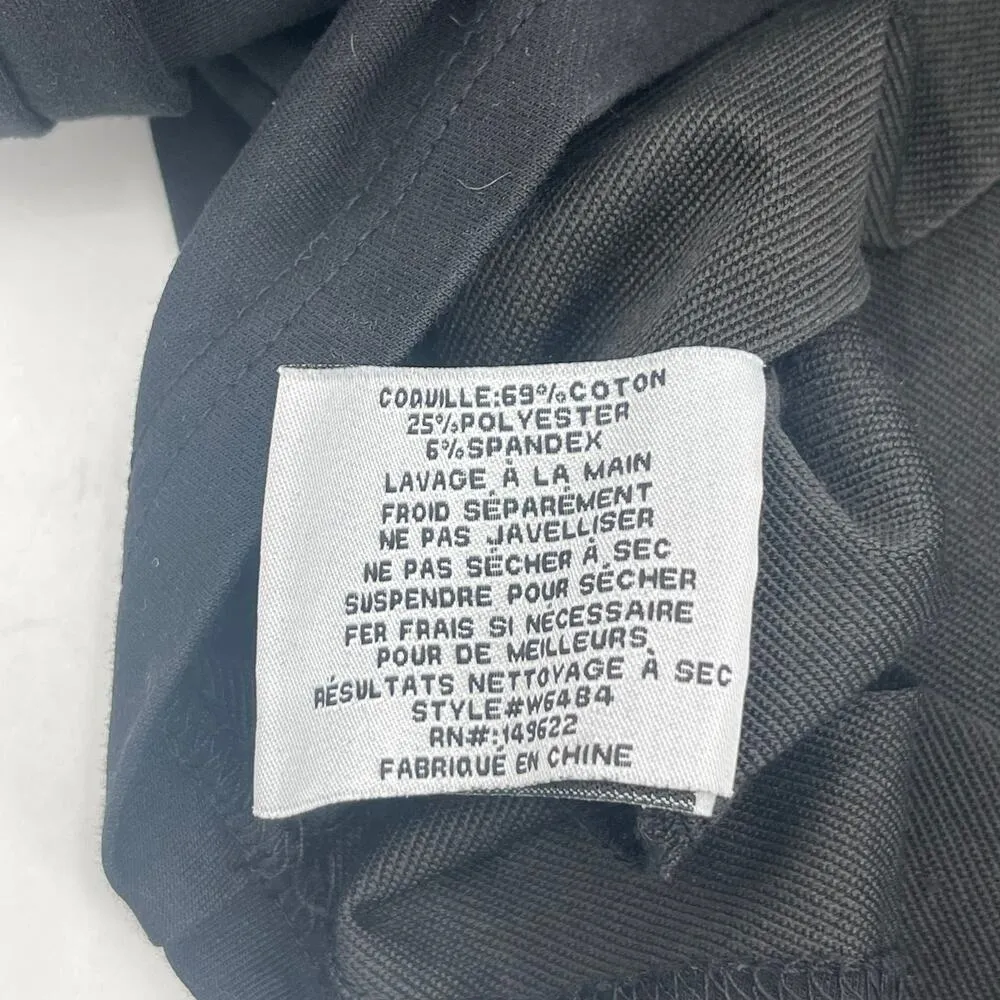 COQUILLE:69%COTON
25%POLYESTER
6%SPANDEX
LAVAGE À LA MAIN
FROID SÉPARÉMENT
NE PAS JAVELLISER
NE PAS SÉCHER À SEC
SUSPENDRE POUR SÉCHER
FER FRAIS SI NÉCESSAIRE
POUR DE MEILLEURS
RÉSULTATS NETTOYAGE À SEC
STYLE#W6484
RN#:149622
FABRIQUÉ EN CHINE